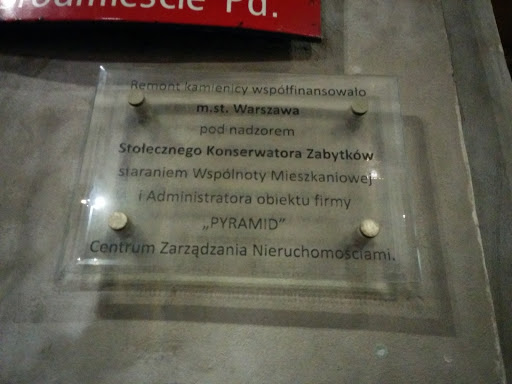 Pd.
Remont kamienicy współfinansowało
m.st. Warszawa
pod nadzorem
Stołecznego Konserwatora Zabytków
staraniem Wspólnoty Mieszkaniowej
i Administratora obiektu firmy
„PYRAMID”
Centrum Zarządzania Nieruchomościami.